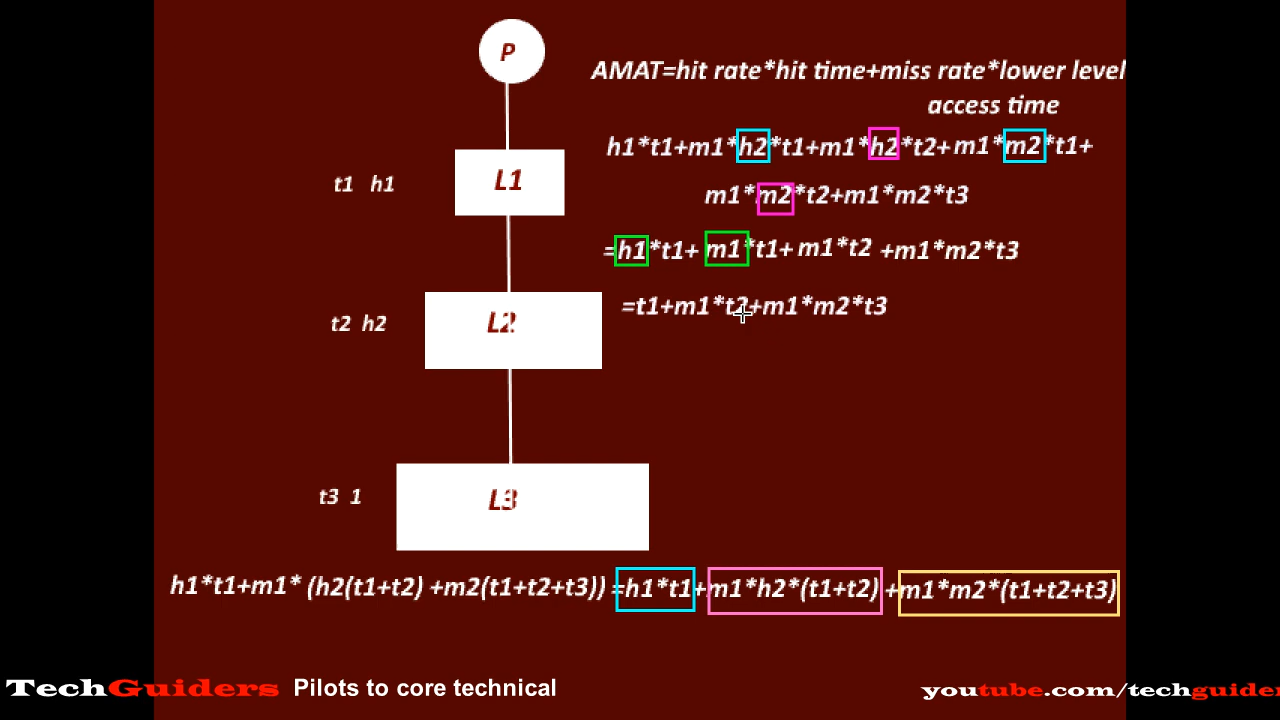 P
AMAT=hit rate*hit time+miss rate*lower level
access time
h1*t1+m1*h2*t1+m1*h2*t2+m1*m2*t1+
t1 h1
L1
m1*m2*t2+m1*m2*t3
=h1*t1+ m1*t1+ m1*t2 +m1*m2*t3
=t1+m1*t2+m1*m2*t3
t2 h2
L2
t3 1
L3
h1*t1+m1* (h2(t1+t2) +m2(t1+t2+t3)) =h1*t1+m1*h2*(t1+t2) +m1*m2*(t1+t2+t3)
TechGuiders Pilots to core technical
youtube.com/techguider